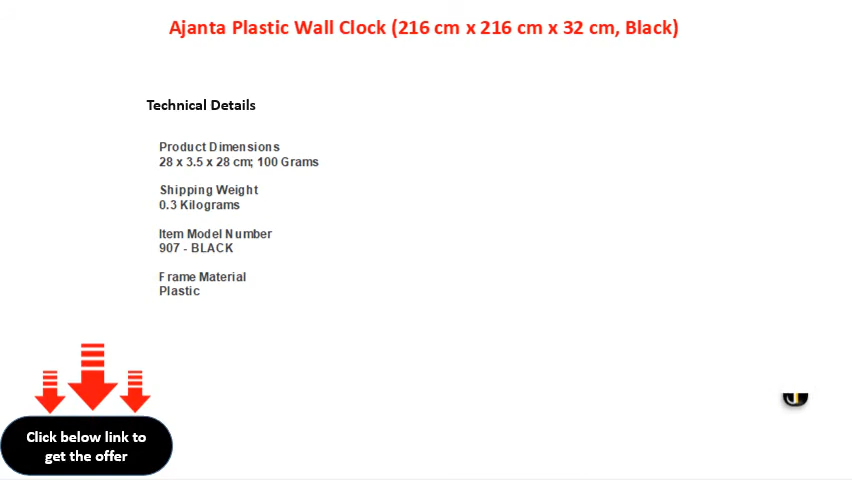 Ajanta Plastic Wall Clock (216 cm x 216 cm x 32 cm, Black)
Technical Details
Product Dimensions
28 x 3.5 x 28 cm; 100 Grams
Shipping Weight
0.3 Kilograms
Item Model Number
907 - BLACK
Frame Material
Plastic
Click below link to
get the offer